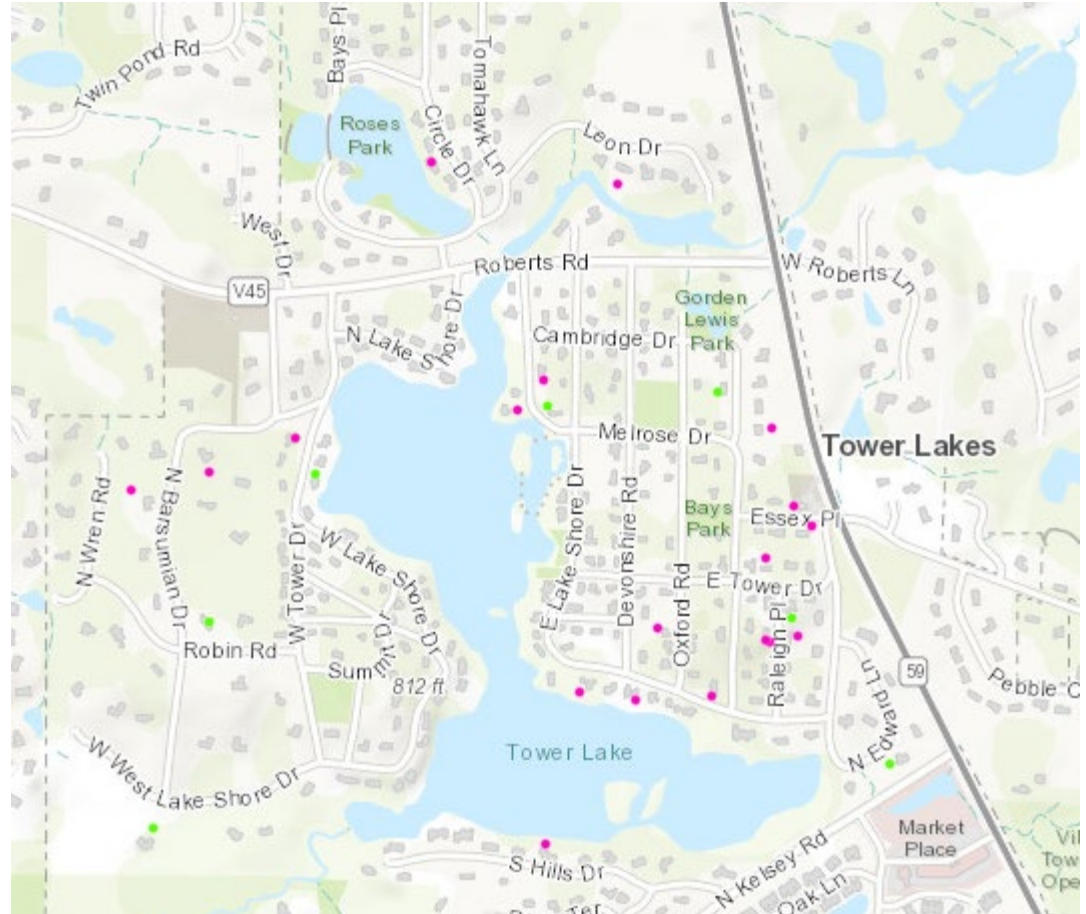 Bays Pl
Tomahawk Ln
Twin Pond Rd
Circle Dr
Roses
Park
Leon Dr
West Dr
Roberts Rd
W Roberts Ln
V45
N Lake Shore Dr
Gorden
Lewis
Park
Cambridge Dr
Melrose Dr
Tower Lakes
N Wren Rd
N Barsumian Dr
W Tower Dr
W Lake Shore Dr
E Lake Shore Dr
Devonshire Rd
Oxford Rd
Bays
Park
Essex Pl
E Tower Dr
Raleigh Pl
Robin Rd
Summit Dr
812 ft
59
N Edward Ln
Pebble C
Tower Lake
W West Lake Shore Dr
S Hills Dr
N Kelsey Rd
Oak Ln
Market
Place
Vil
Tow
Ope